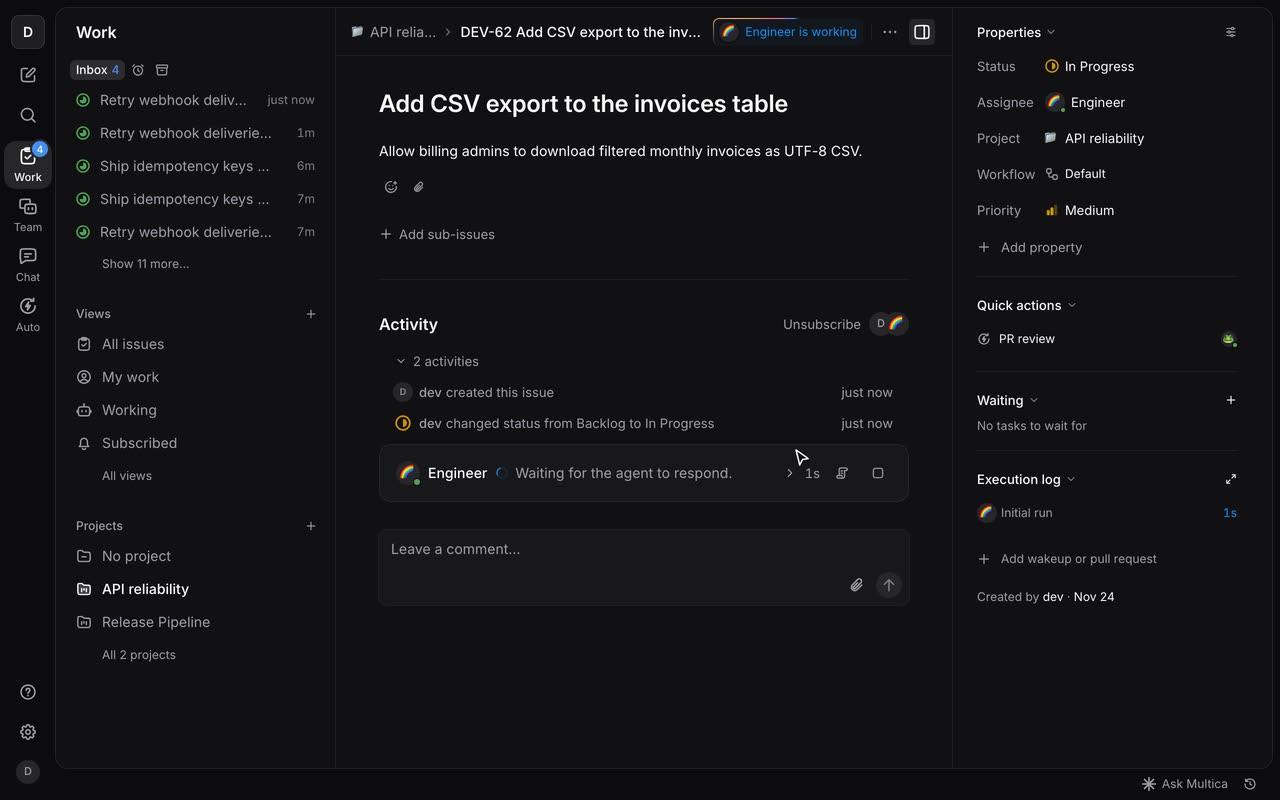 D
4
Work
Team
Chat
Auto
D
Work
Inbox 4
Retry webhook deliv... just now
Retry webhook deliverie... 1m
Ship idempotency keys ... 6m
Ship idempotency keys ... 7m
Retry webhook deliverie... 7m
Show 11 more...
Views
All issues
My work
Working
Subscribed
All views
Projects
No project
API reliability
Release Pipeline
All 2 projects
API relia... DEV-62 Add CSV export to the inv... Engineer is working
Add CSV export to the invoices table
Allow billing admins to download filtered monthly invoices as UTF-8 CSV.
Add sub-issues
Activity Unsubscribe D
2 activities
D dev created this issue just now
dev changed status from Backlog to In Progress just now
Engineer Waiting for the agent to respond. 1s
Leave a comment...
Properties
Status In Progress
Assignee Engineer
Project API reliability
Workflow Default
Priority Medium
Add property
Quick actions
PR review
Waiting
No tasks to wait for
Execution log
Initial run 1s
Add wakeup or pull request
Created by dev · Nov 24
Ask Multica